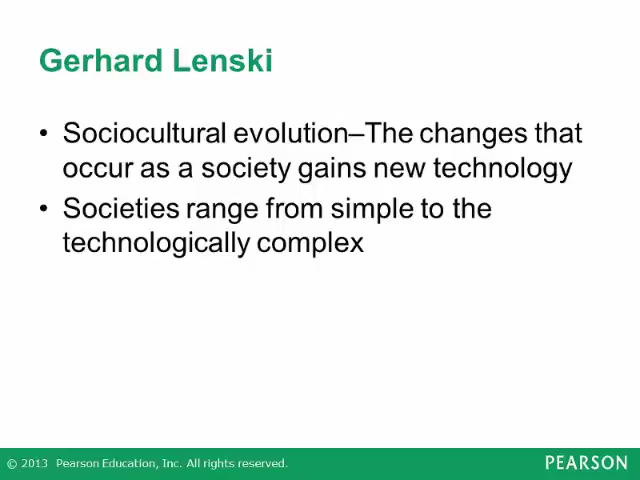 Gerhard Lenski
• Sociocultural evolution–The changes that
occur as a society gains new technology
• Societies range from simple to the
technologically complex
© 2013 Pearson Education, Inc. All rights reserved.
PEARSON